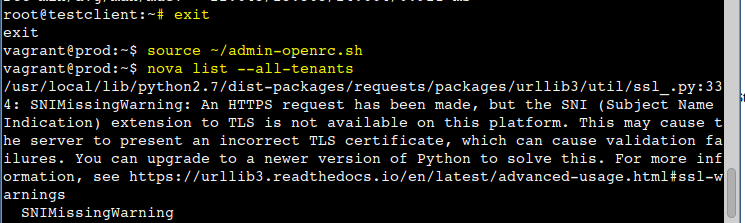 root@testclient:~# exit
exit
vagrant@prod:~$ source ~/admin-openrc.sh
vagrant@prod:~$ nova list --all-tenants
/usr/local/lib/python2.7/dist-packages/requests/packages/urllib3/util/ssl_.py:33
4: SNIMissingWarning: An HTTPS request has been made, but the SNI (Subject Name
Indication) extension to TLS is not available on this platform. This may cause t
he server to present an incorrect TLS certificate, which can cause validation fa
ilures. You can upgrade to a newer version of Python to solve this. For more inf
ormation, see https://urllib3.readthedocs.io/en/latest/advanced-usage.html#ssl-w
arnings
  SNIMissingWarning